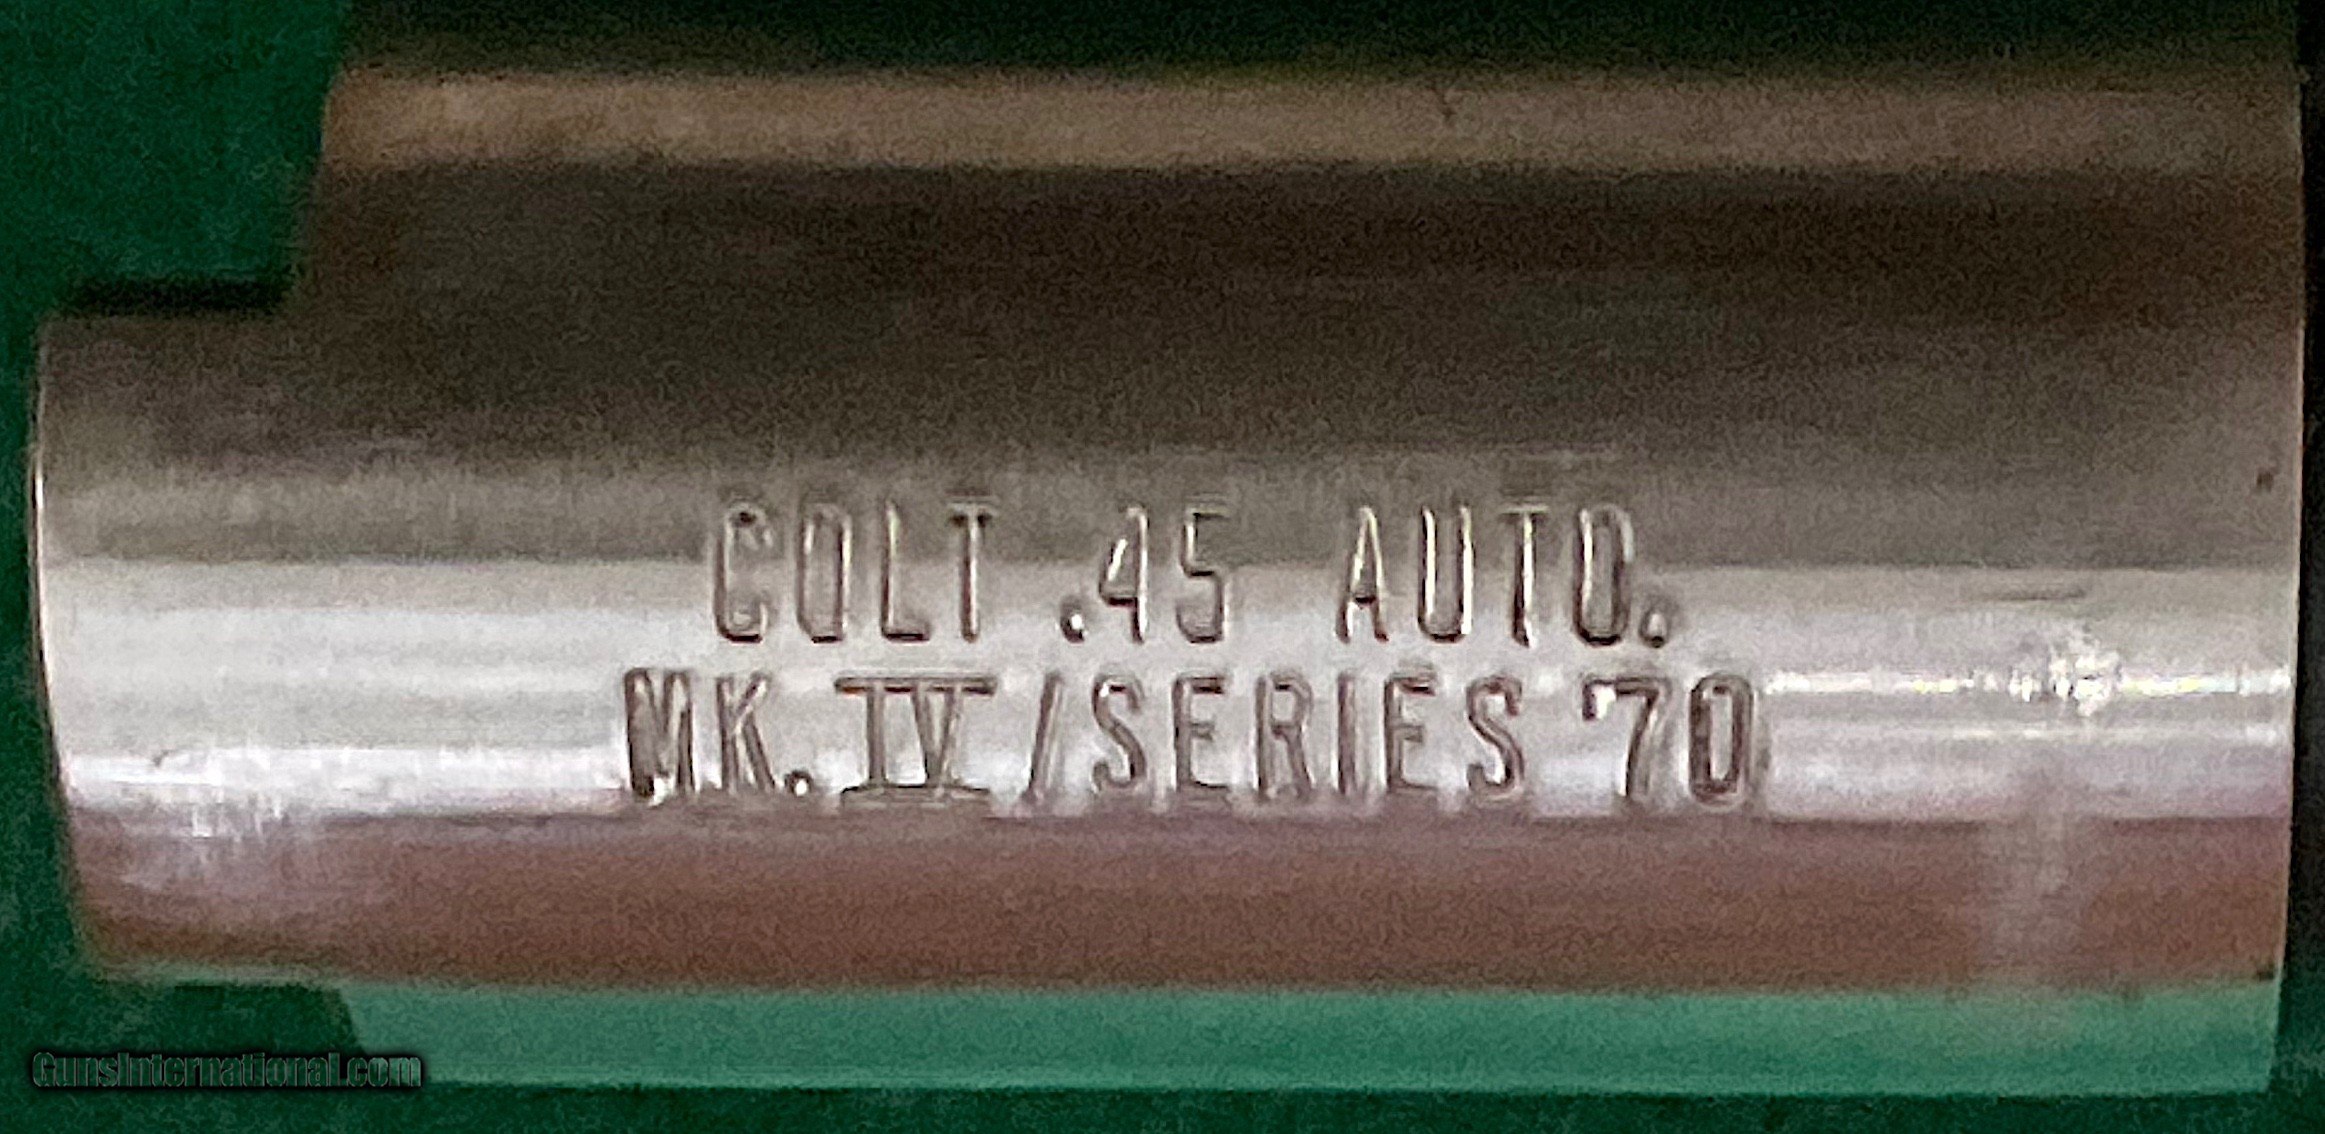 COLT .45 AUTO.
MK. IV / SERIES '70
GunsInternational.com